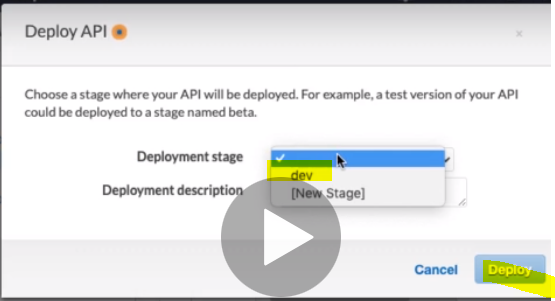 Deploy API
Choose a stage where your API will be deployed. For example, a test version of your API
could be deployed to a stage named beta.
Deployment stage
dev
[New Stage]
Deployment description
Cancel
Deploy